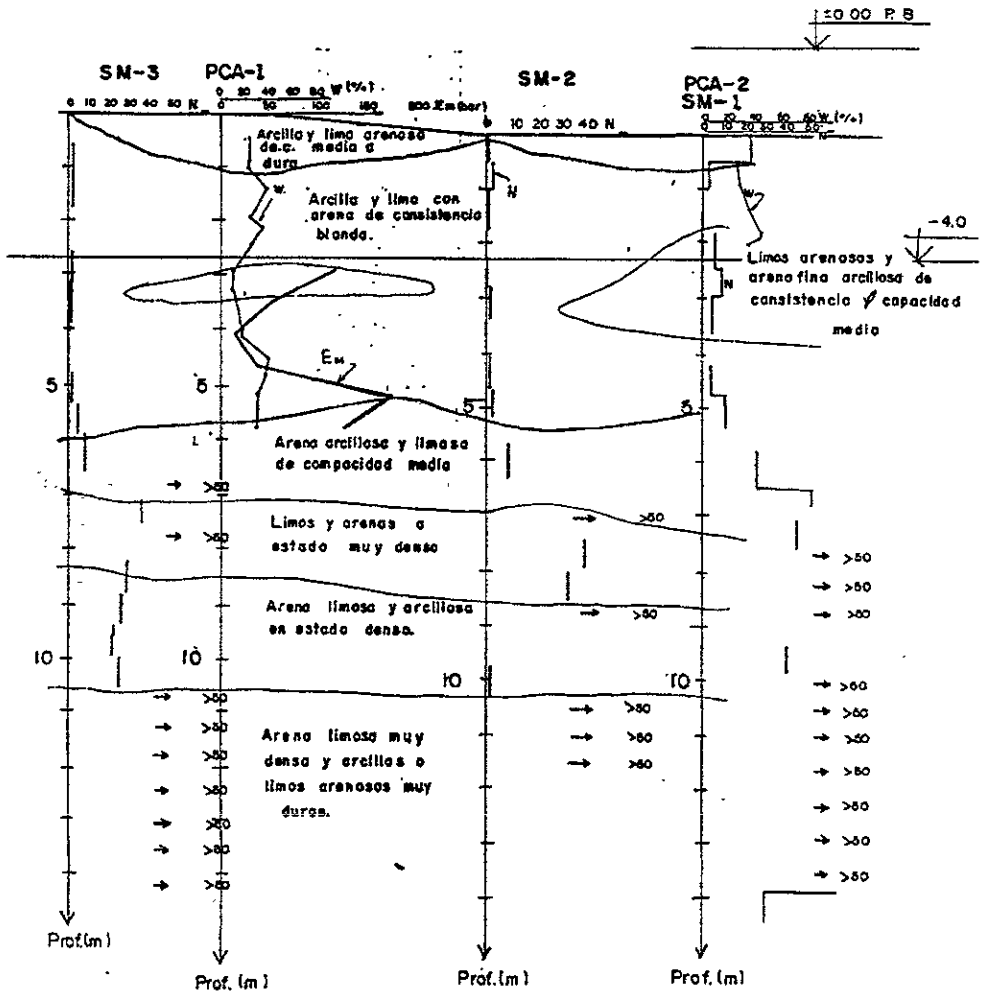 ±0.00 P.B
SM-3
PCA-1
SM-2
PCA-2
SM-1
0 10 20 30 40 50 N
0 20 40 60 80 W (%)
0 50 100 150
10 20 30 40 N
0 20 40 60 80 W (%)
0 10 20 30 40 50 N
Arcilla y limo arenoso
de.c. media a
dura
W.
Arcilla y limo con
arena de consistencia
blanda.
N
W
-4.0
Limos arenosos y
arena fina arcillosa de
consistencia y capacidad
media
N
EM
5
5
5
5
Arena arcillosa y limosa
de compacidad media
>50
Limos y arenas a
estado muy denso
>50
>50
>50
>50
>50
Arena limosa y arcillosa
en estado denso.
>50
10
10
10
10
>50
>50
>50
>50
>50
>50
>50
Arena limosa muy
densa y arcillas o
limos arenosos muy
duros.
>50
>50
>50
>50
>50
>50
>50
>50
>50
>50
Prof.(m)
Prof. (m)
Prof. (m)
Prof. (m)